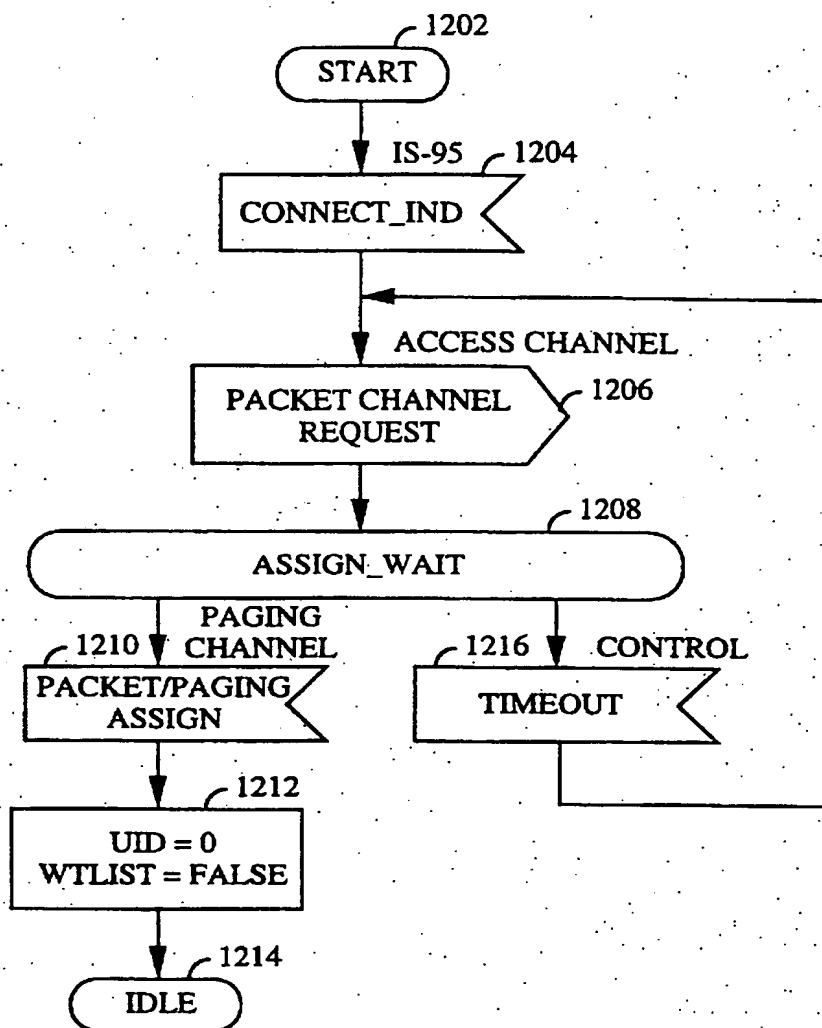 1202
START
IS-95
1204
CONNECT_IND
ACCESS CHANNEL
PACKET CHANNEL
REQUEST
1206
1208
ASSIGN_WAIT
PAGING
CHANNEL
1210
PACKET/PAGING
ASSIGN
1216
CONTROL
TIMEOUT
1212
UID = 0
WTLIST = FALSE
1214
IDLE